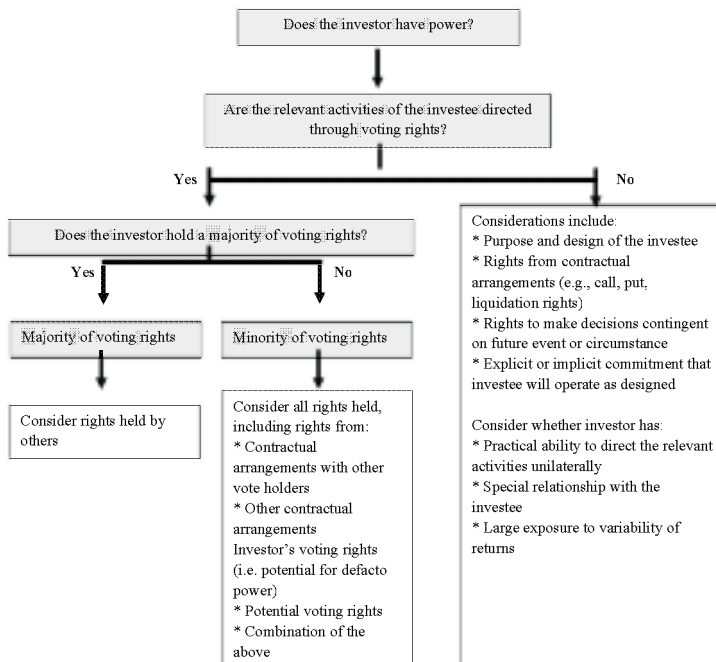 Does the investor have power?
Are the relevant activities of the investee directed
through voting rights?
Yes
No
Does the investor hold a majority of voting rights?
Yes
No
Majority of voting rights
Consider rights held by
others
Minority of voting rights
Consider all rights held,
including rights from:
* Contractual
arrangements with other
vote holders
* Other contractual
arrangements
Investor's voting rights
(i.e. potential for defacto
power)
* Potential voting rights
* Combination of the
above
Considerations include:
* Purpose and design of the investee
* Rights from contractual
arrangements (e.g., call, put,
liquidation rights)
* Rights to make decisions contingent
on future event or circumstance
* Explicit or implicit commitment that
investee will operate as designed
Consider whether investor has:
* Practical ability to direct the relevant
activities unilaterally
* Special relationship with the
investee
* Large exposure to variability of
returns